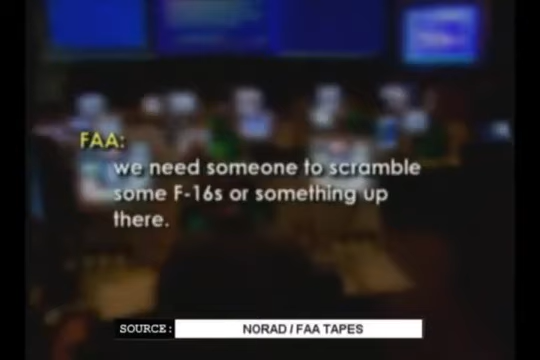 FAA:
we need someone to scramble
some F-16s or something up
there.
SOURCE: NORAD / FAA TAPES